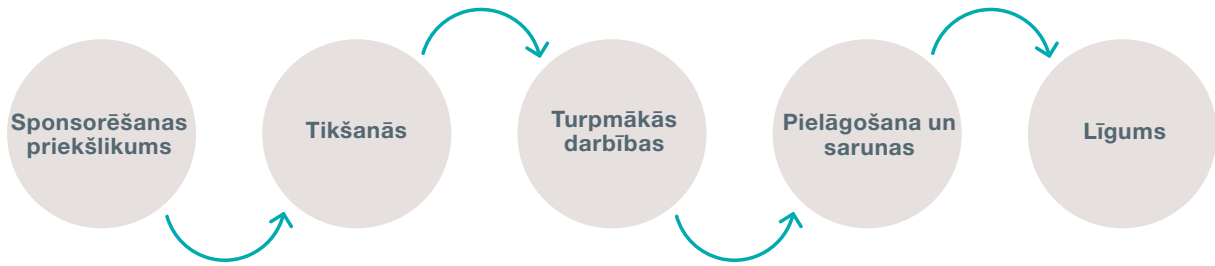 Sponsorēšanas
priekšlikums
Tikšanās
Turpmākās
darbības
Pielāgošana un
sarunas
Līgums